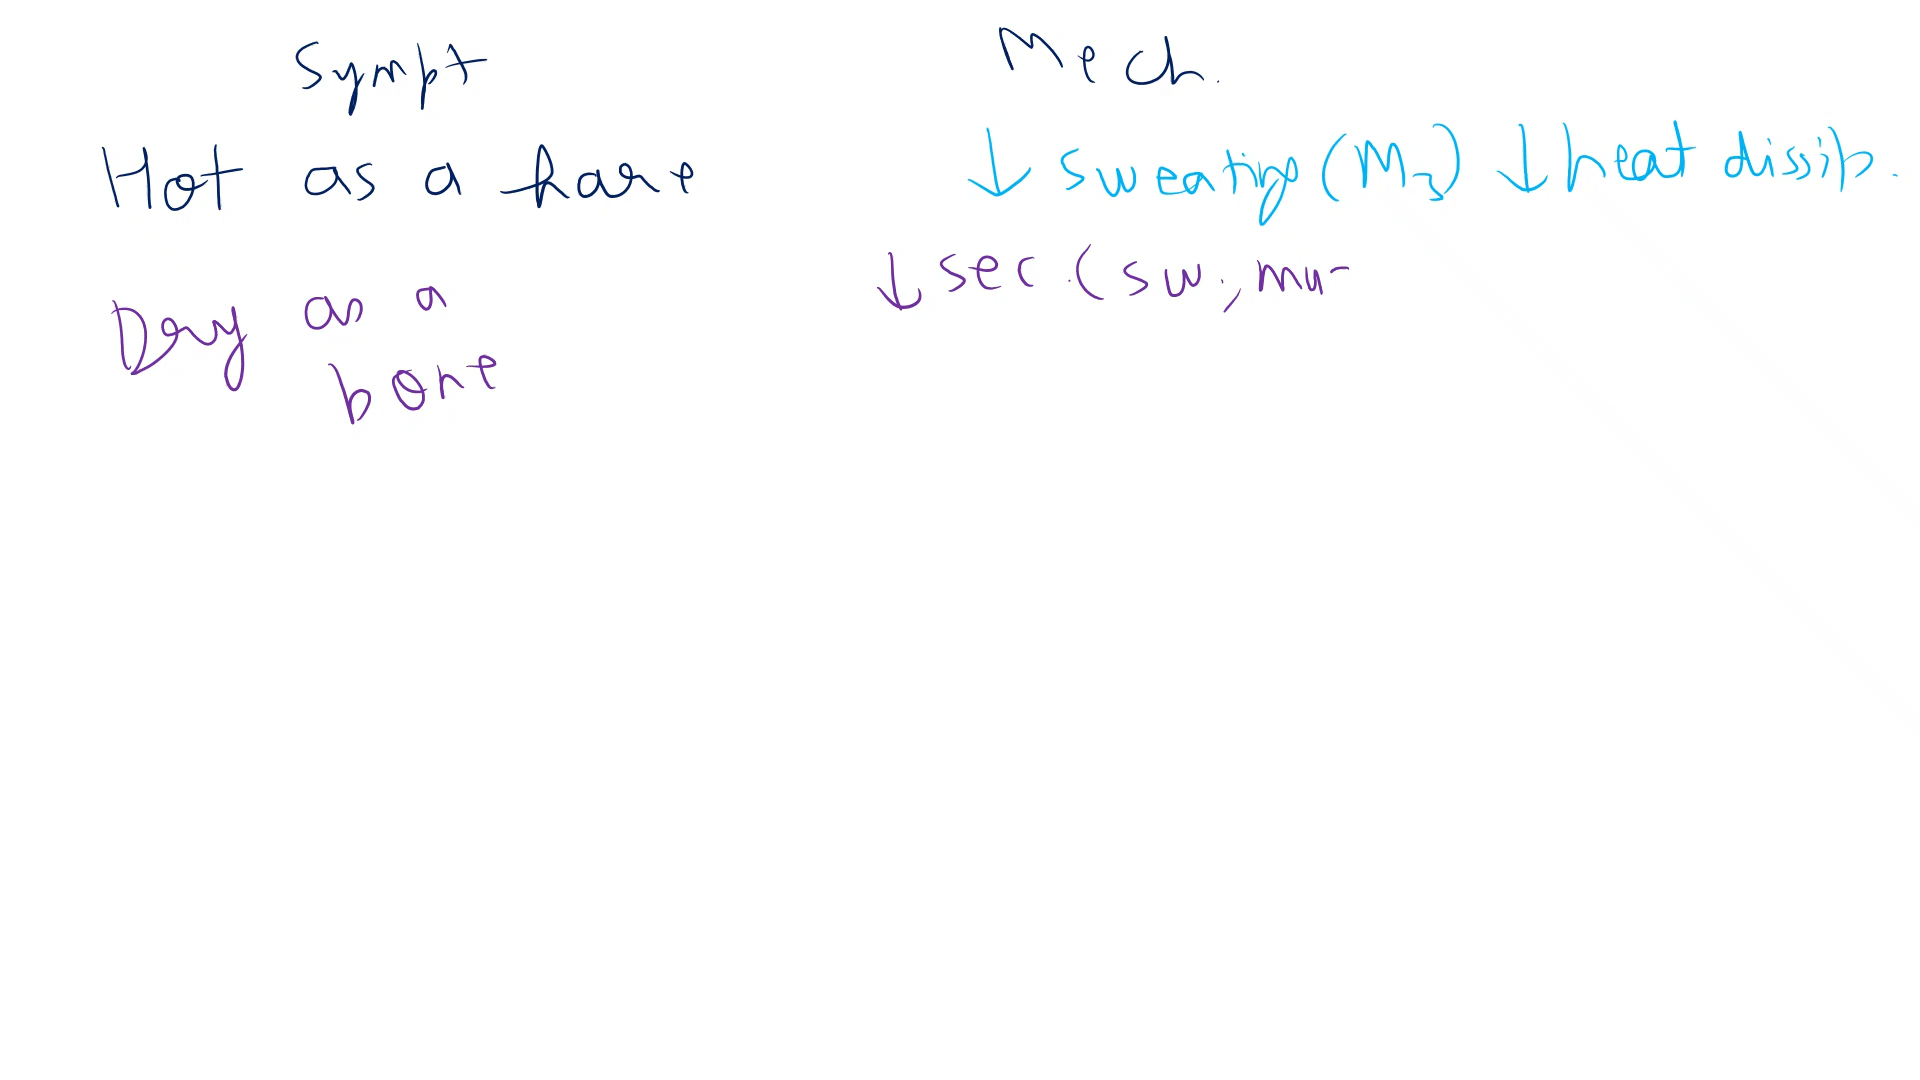 Sympt Mech.
Hot as a hare ↓ sweating (M3) ↓ heat dissip.
Dry as a ↓ sec. (sw., mu
bone